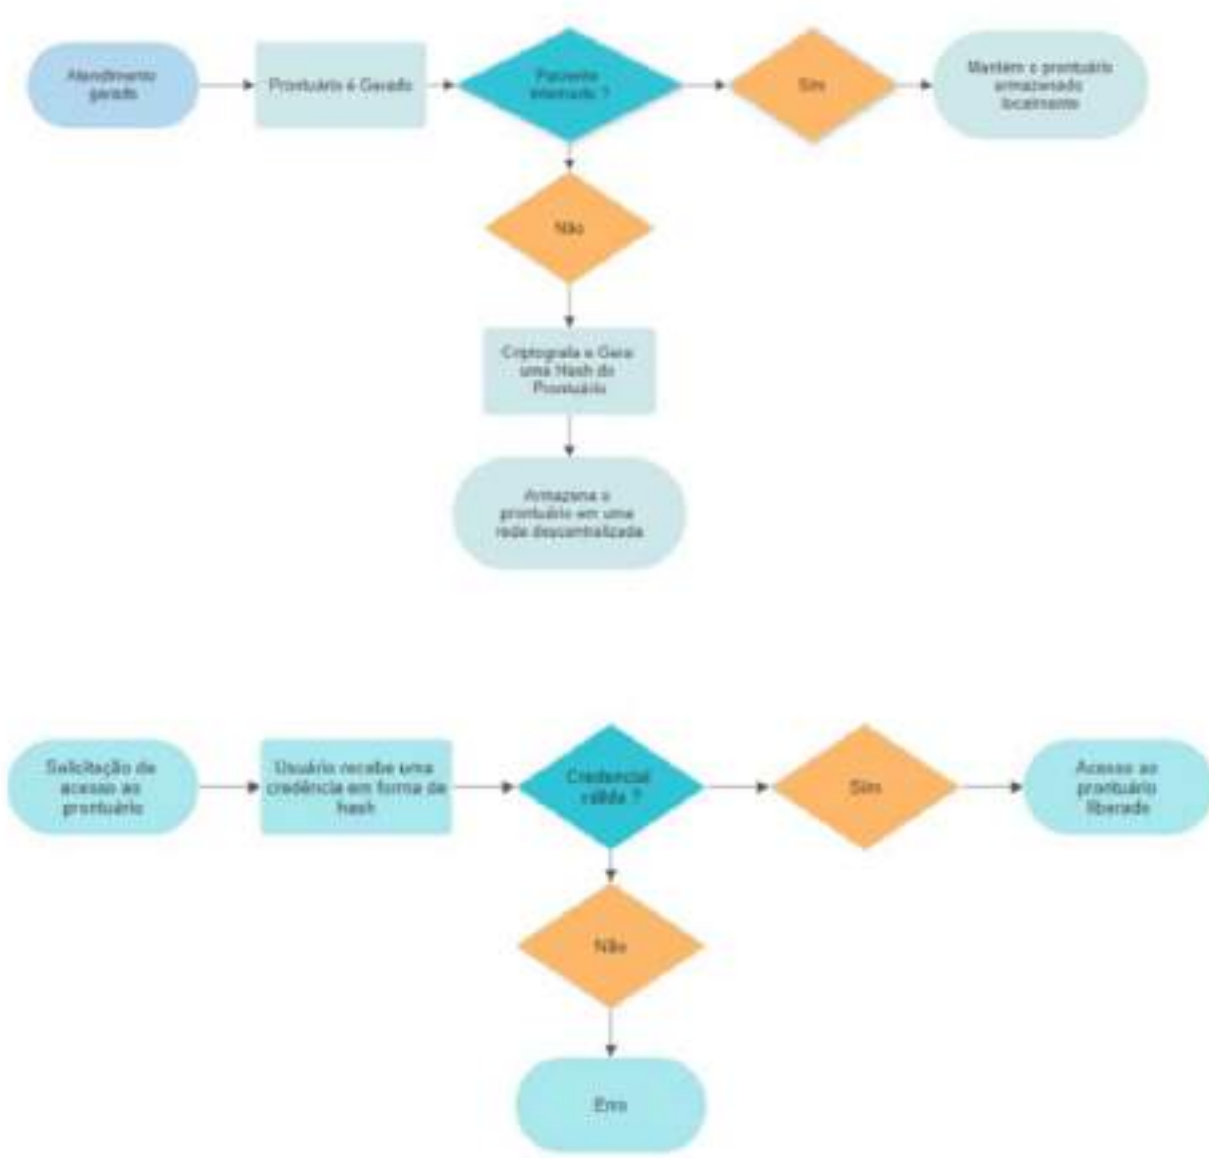 Atendimento
gerado
Prontuário é Gerado
Paciente
internado ?
Sim
Mantém o prontuário
armazenado
localmente
Não
Criptografa e Gera
uma Hash do
Prontuário
Armazena o
prontuário em uma
rede descentralizada
Solicitação de
acesso ao
prontuário
Usuário recebe uma
credência em forma de
hash
Credencial
válida ?
Sim
Acesso ao
prontuário
liberado
Não
Erro